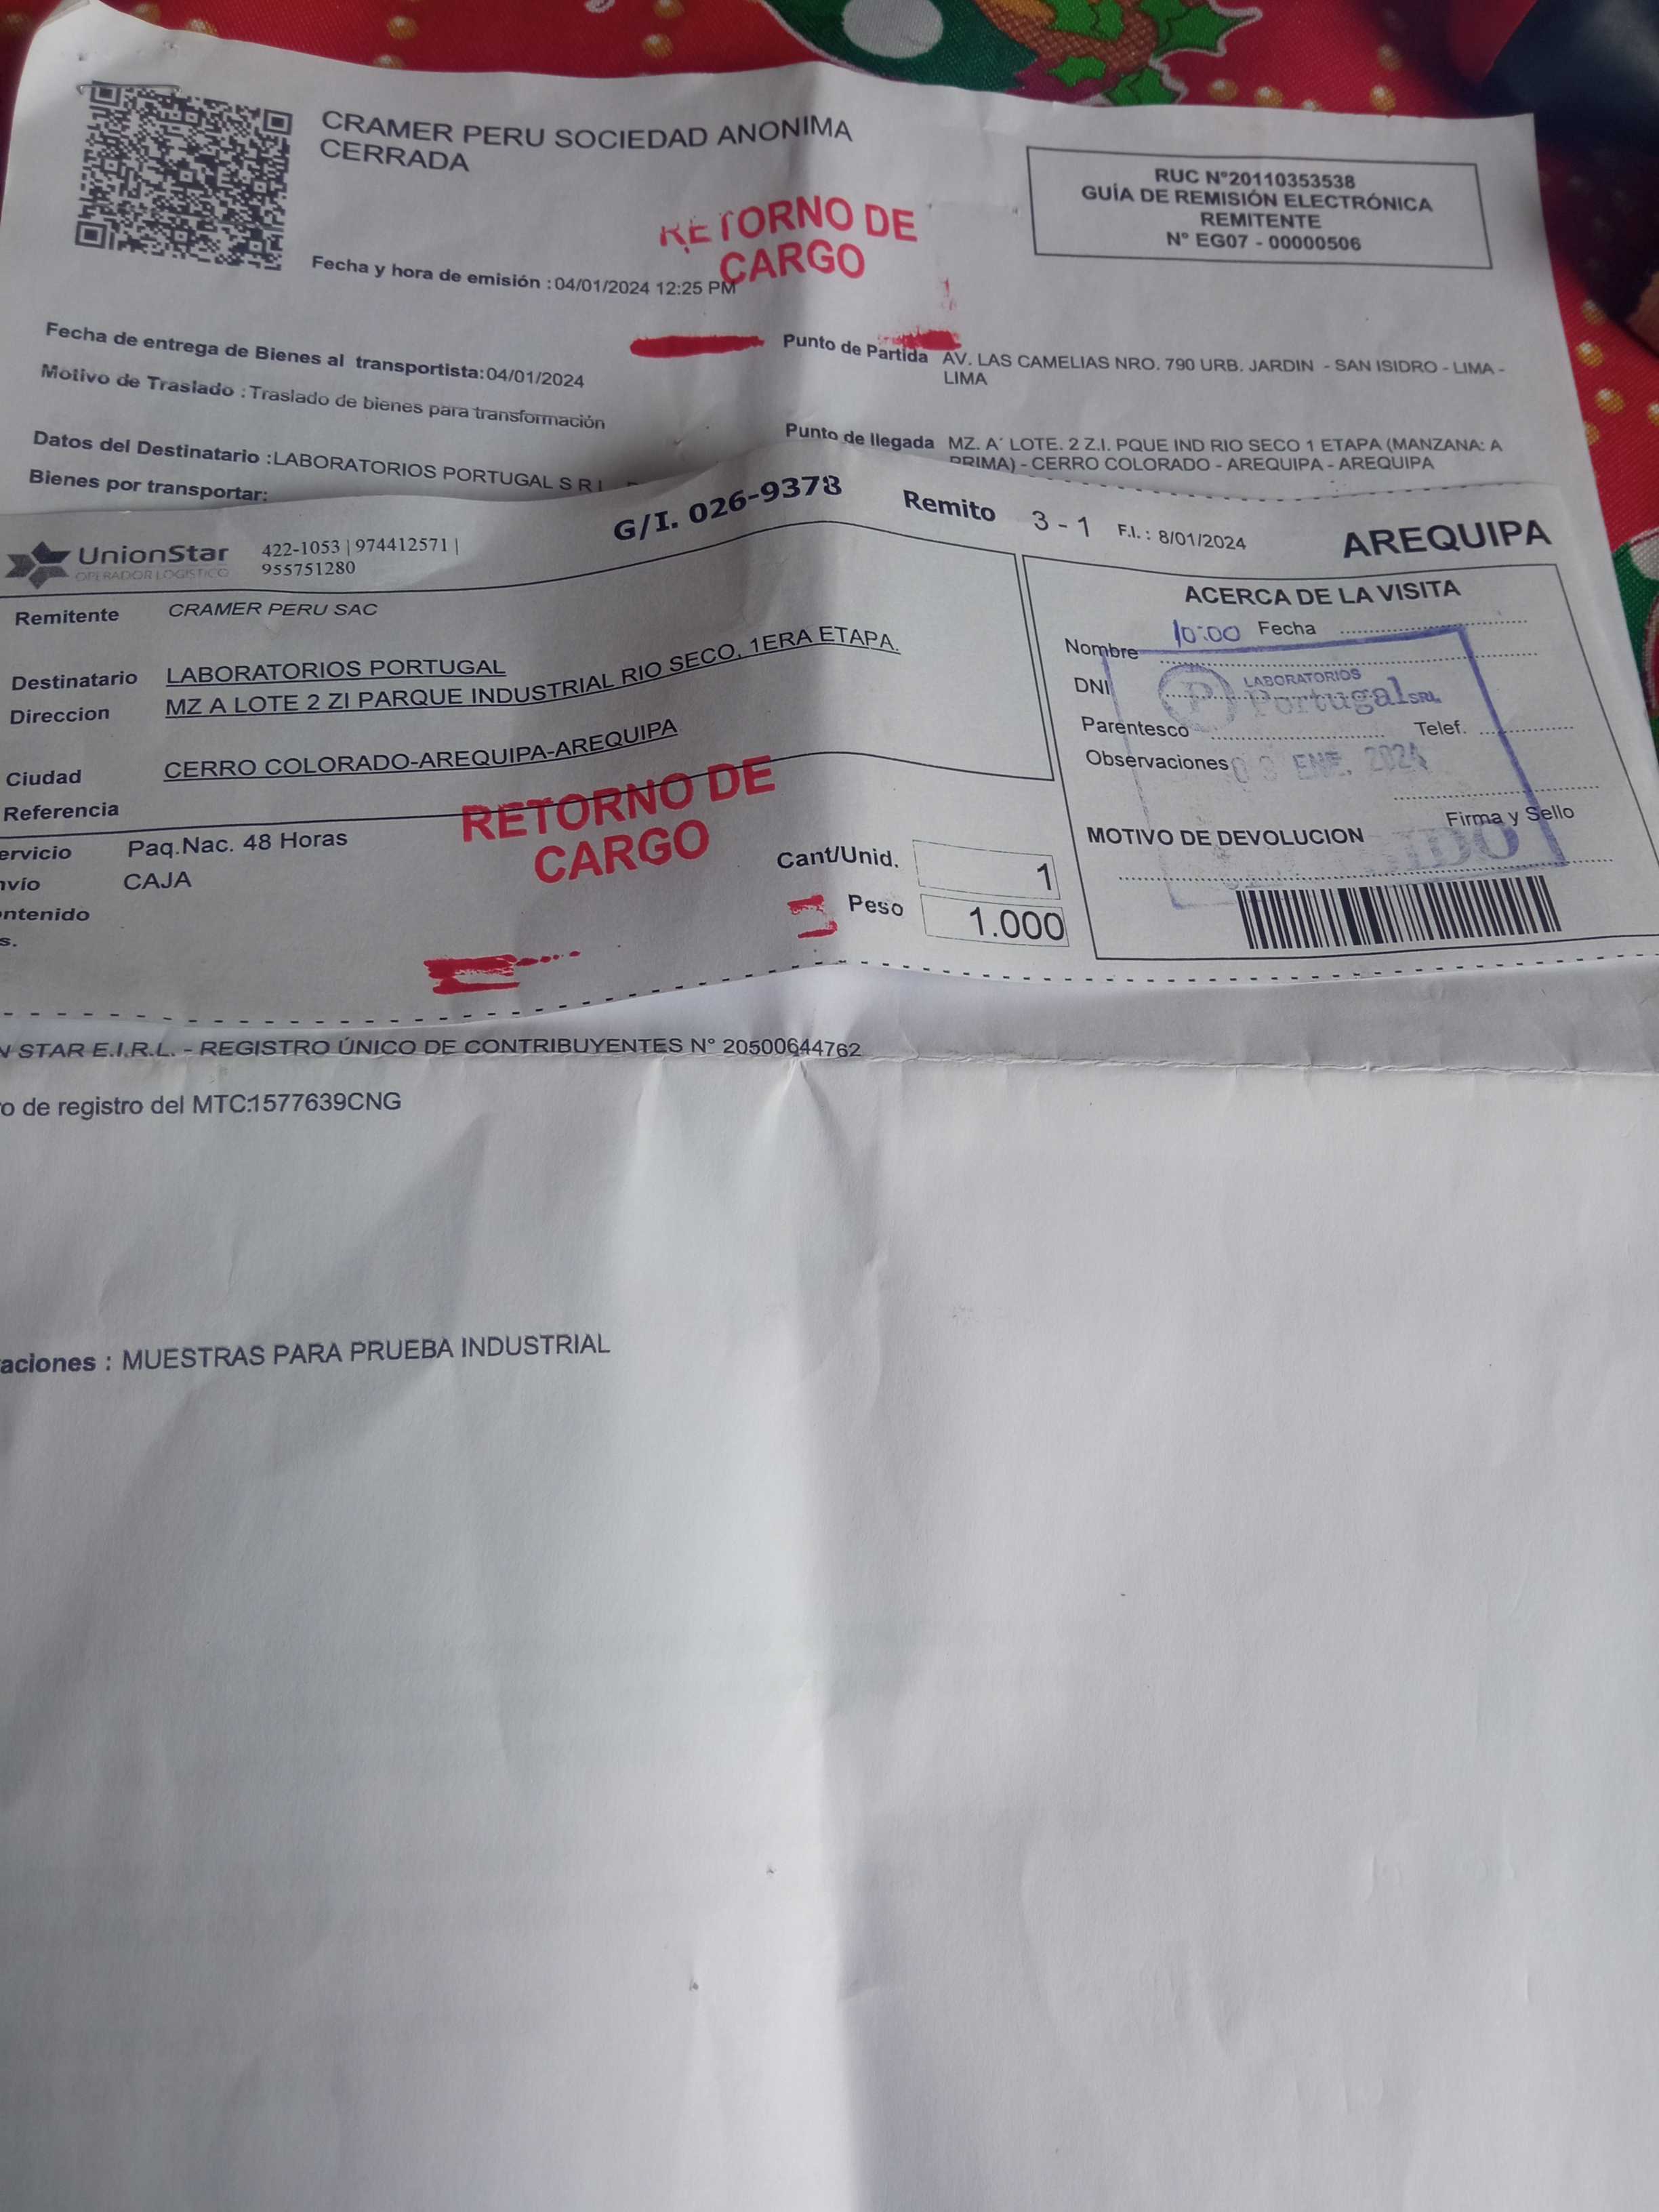 CRAMER PERU SOCIEDAD ANONIMA
CERRADA
RUC N°20110353538
GUÍA DE REMISIÓN ELECTRÓNICA
REMITENTE
N° EG07 - 00000506
RETORNO DE
CARGO
Fecha y hora de emisión : 04/01/2024 12:25 PM
Fecha de entrega de Bienes al transportista: 04/01/2024
Motivo de Traslado : Traslado de bienes para transformación
Punto de Partida AV. LAS CAMELIAS NRO. 790 URB. JARDIN - SAN ISIDRO - LIMA -
LIMA
Datos del Destinatario : LABORATORIOS PORTUGAL S R L
Punto de llegada MZ. A´ LOTE. 2 Z.I. PQUE IND RIO SECO 1 ETAPA (MANZANA: A
PRIMA) - CERRO COLORADO - AREQUIPA - AREQUIPA
Bienes por transportar:
UnionStar
OPERADOR LOGISTICO
422-1053 | 974412571 |
955751280
G/I. 026-9378 Remito 3 - 1 F.I. : 8/01/2024 AREQUIPA
Remitente CRAMER PERU SAC
Destinatario LABORATORIOS PORTUGAL
Direccion MZ A LOTE 2 ZI PARQUE INDUSTRIAL RIO SECO, 1ERA ETAPA.
Ciudad CERRO COLORADO-AREQUIPA-AREQUIPA
Referencia
ervicio Paq.Nac. 48 Horas
nvío CAJA
ntenido
s.
RETORNO DE
CARGO
Cant/Unid. 1
Peso 1.000
ACERCA DE LA VISITA
10:00 Fecha
Nombre
DNI
LABORATORIOS
Portugal SRL
Parentesco Telef.
Observaciones ENE. 2024
Firma y Sello
MOTIVO DE DEVOLUCION
N STAR E.I.R.L. - REGISTRO ÚNICO DE CONTRIBUYENTES N° 20500644762
o de registro del MTC:1577639CNG
aciones : MUESTRAS PARA PRUEBA INDUSTRIAL